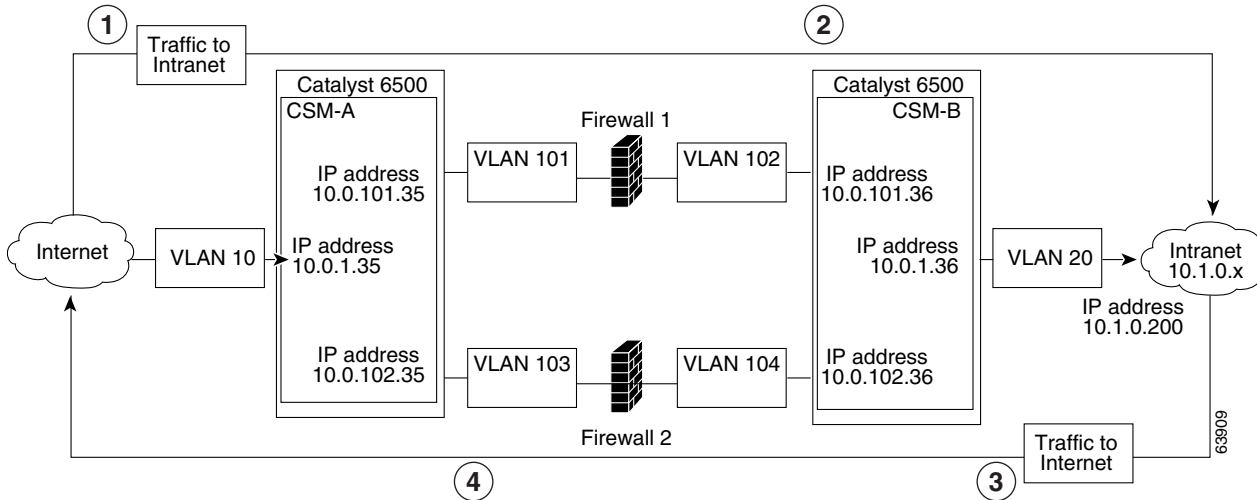 1
Traffic to
Intranet
2
Catalyst 6500
CSM-A
Catalyst 6500
CSM-B
Firewall 1
VLAN 101
VLAN 102
IP address
10.0.101.35
IP address
10.0.101.36
Internet
VLAN 10
IP address
10.0.1.35
IP address
10.0.1.36
VLAN 20
Intranet
10.1.0.x
IP address
10.1.0.200
IP address
10.0.102.35
VLAN 103
VLAN 104
IP address
10.0.102.36
Firewall 2
Traffic to
Internet
63909
4
3